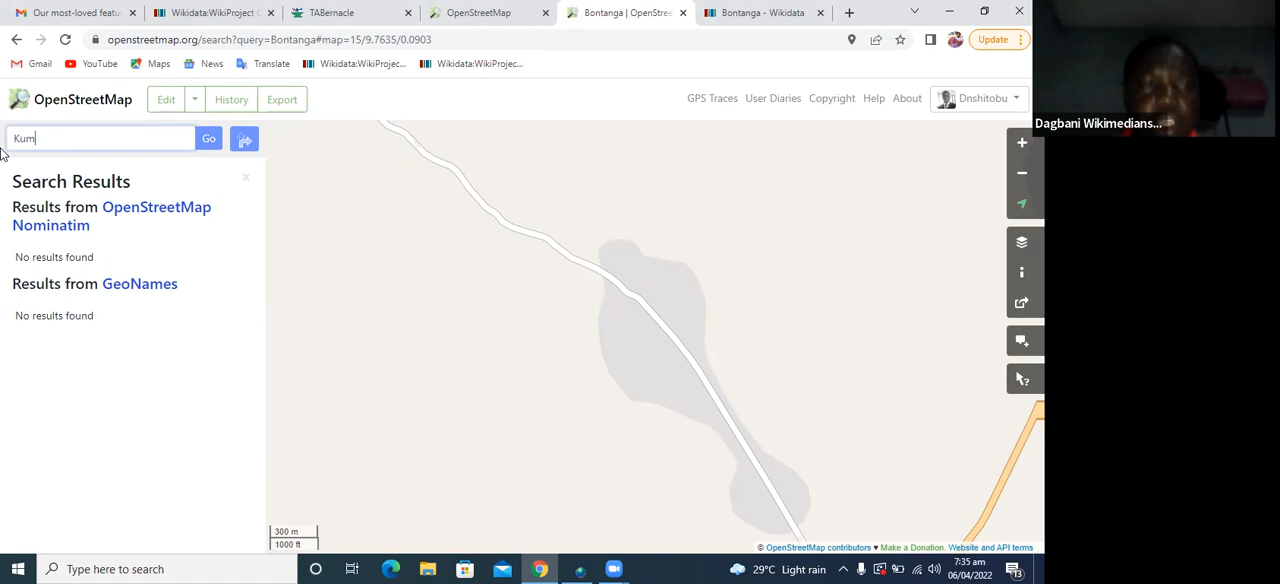 Our most-loved featu
Wikidata:WikiProject
TABernacle
OpenStreetMap
Bontanga | OpenStree
Bontanga - Wikidata
openstreetmap.org/search?query=Bontanga#map=15/9.7635/0.0903
Update
Gmail
YouTube
Maps
News
Translate
Wikidata:WikiProjec...
Wikidata:WikiProjec...
OpenStreetMap
Edit
History
Export
GPS Traces
User Diaries
Copyright
Help
About
Dnshitobu
Dagbani Wikimedians...
Kum
Go
Search Results
Results from OpenStreetMap
Nominatim
No results found
Results from GeoNames
No results found
300 m
1000 ft
© OpenStreetMap contributors ♥ Make a Donation. Website and API terms
Type here to search
29°C Light rain
7:35 am
06/04/2022
13